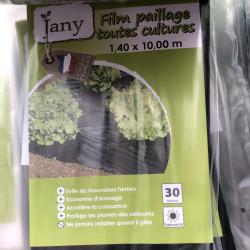 Jany
Film paillage
toutes cultures
1,40 x 10,00 m
Evite les mauvaises herbes
Economie d'arrosage
Accélère la croissance
Protège les plantes des salissures
Ne jamais installer quand il gèle
30